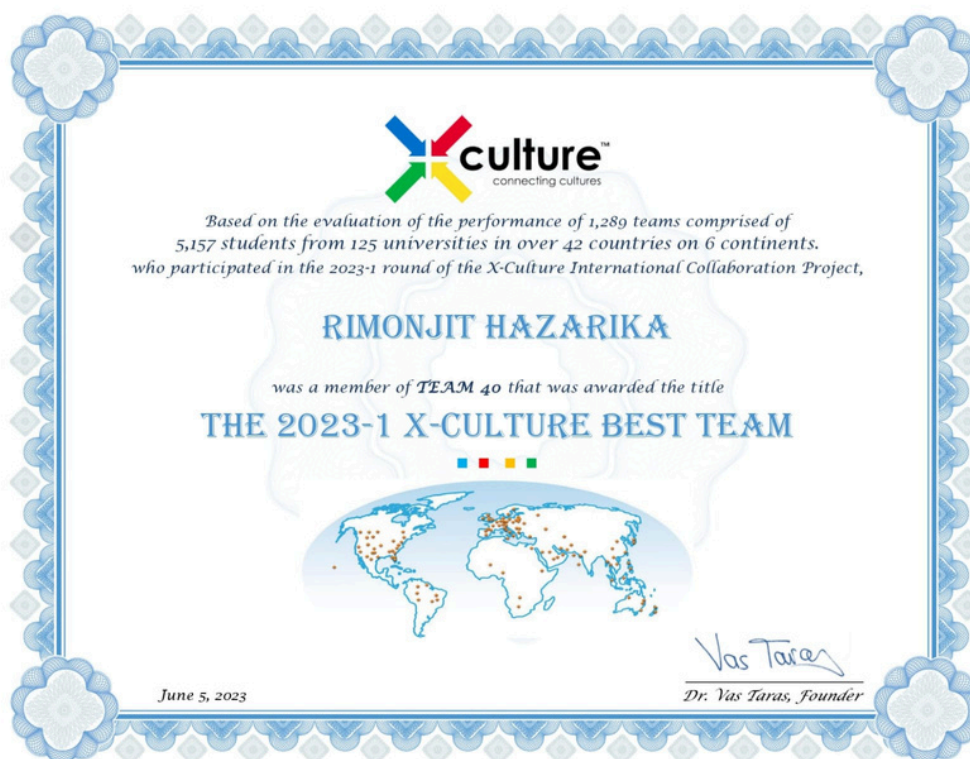 culture™
connecting cultures
Based on the evaluation of the performance of 1,289 teams comprised of
5,157 students from 125 universities in over 42 countries on 6 continents.
who participated in the 2023-1 round of the X-Culture International Collaboration Project,
RIMONJIT HAZARIKA
was a member of TEAM 40 that was awarded the title
THE 2023-1 X-CULTURE BEST TEAM
Vas Taras
June 5, 2023
Dr. Vas Taras, Founder